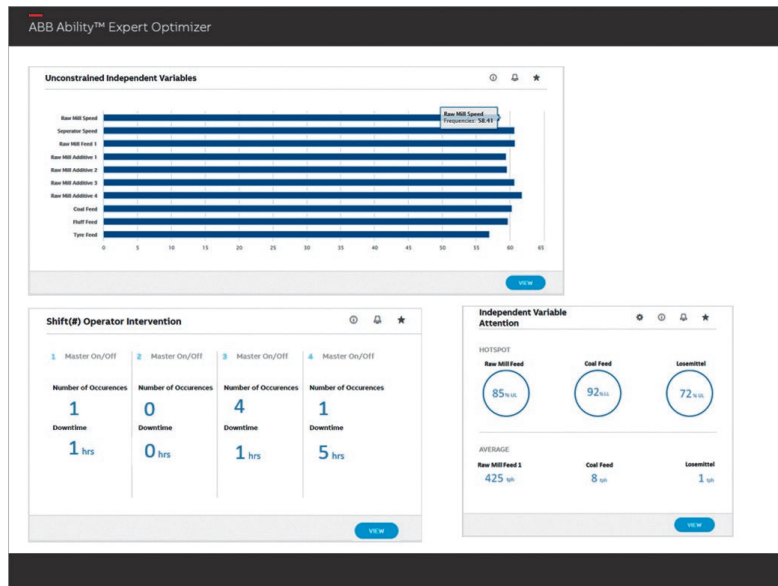 ABB Ability™ Expert Optimizer
Unconstrained Independent Variables
Raw Mill Speed
Frequencies: 58.41
Raw Mill Speed
Seperator Speed
Raw Mill Feed 1
Raw Mill Additive 1
Raw Mill Additive 2
Raw Mill Additive 3
Raw Mill Additive 4
Coal Feed
Fluff Feed
Tyre Feed
0 5 10 15 20 25 30 35 40 45 50 55 60 65
VIEW
Shift(#) Operator Intervention
1 Master On/Off 2 Master On/Off 3 Master On/Off 4 Master On/Off
Number of Occurences Number of Occurences Number of Occurences Number of Occurences
1 0 4 1
Downtime Downtime Downtime Downtime
1 hrs 0 hrs 1 hrs 5 hrs
VIEW
Independent Variable
Attention
HOTSPOT
Raw Mill Feed Coal Feed Losemittel
85% UL 92% LL 72% UL
AVERAGE
Raw Mill Feed 1 Coal Feed Losemittel
425 tph 8 tph 1 tph
VIEW